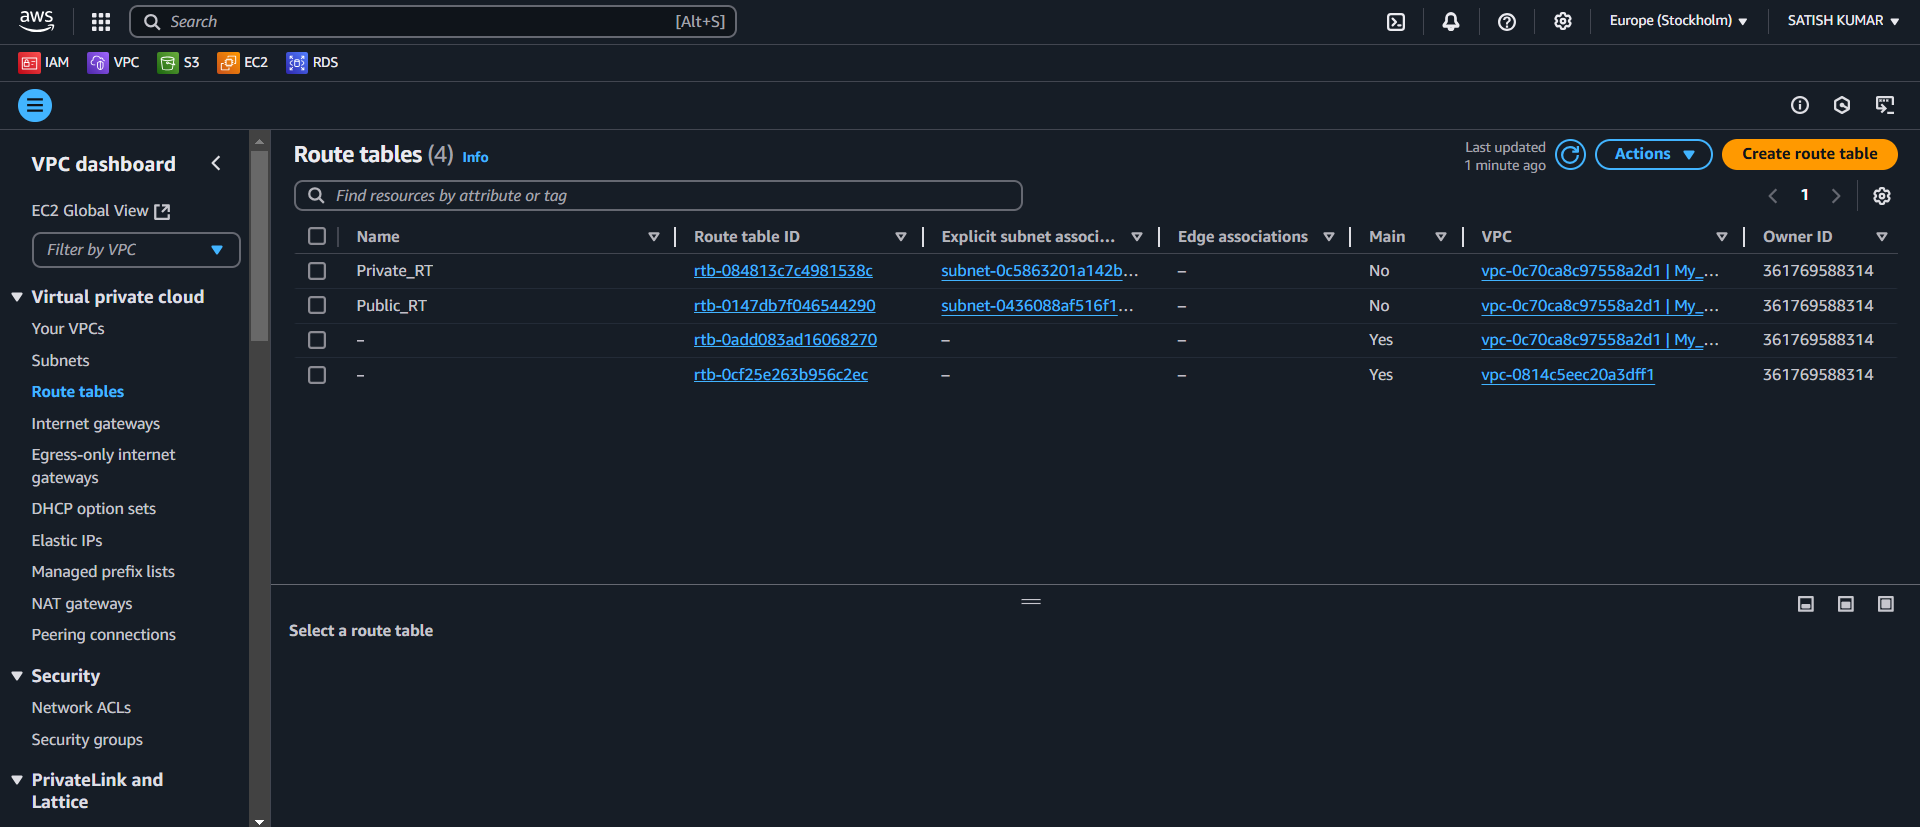 aws
Search [Alt+S]
Europe (Stockholm)
SATISH KUMAR
IAM VPC S3 EC2 RDS
VPC dashboard
EC2 Global View
Filter by VPC
Virtual private cloud
Your VPCs
Subnets
Route tables
Internet gateways
Egress-only internet
gateways
DHCP option sets
Elastic IPs
Managed prefix lists
NAT gateways
Peering connections
Security
Network ACLs
Security groups
PrivateLink and
Lattice
Route tables (4) Info
Last updated
1 minute ago
Actions
Create route table
Find resources by attribute or tag
1
Name Route table ID Explicit subnet associ... Edge associations Main VPC Owner ID
Private_RT rtb-084813c7c4981538c subnet-0c5863201a142b... – No vpc-0c70ca8c97558a2d1 | My_... 361769588314
Public_RT rtb-0147db7f046544290 subnet-0436088af516f1... – No vpc-0c70ca8c97558a2d1 | My_... 361769588314
– rtb-0add083ad16068270 – – Yes vpc-0c70ca8c97558a2d1 | My_... 361769588314
– rtb-0cf25e263b956c2ec – – Yes vpc-0814c5eec20a3dff1 361769588314
Select a route table